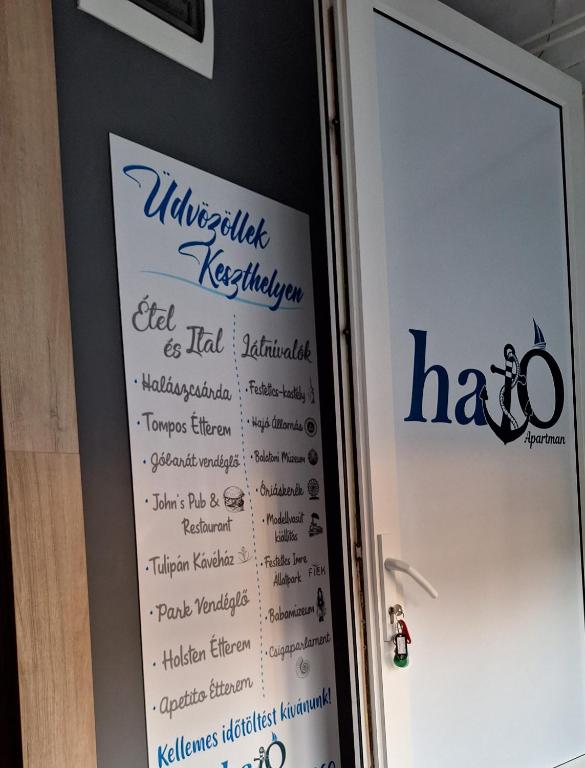 Üdvözöllek
Keszthelyen
Étel
és Ital
• Halászcsárda
• Tompos Étterem
• Jóbarát vendéglő
• John's Pub &
Restaurant
• Tulipán Kávéház
• Park Vendéglő
• Holsten Étterem
• Apetito Étterem
Látnivalók
• Festetics-kastély
• Hajó Állomás
• Balatoni Múzeum
• Óriáskerék
• Modellvasút
kiállítás
• Festetics Imre
Állatpark
FIÉK
• Babamúzeum
• Csigaparlament
Kellemes időtöltést kívánunk!
hajó
hajó
Apartman